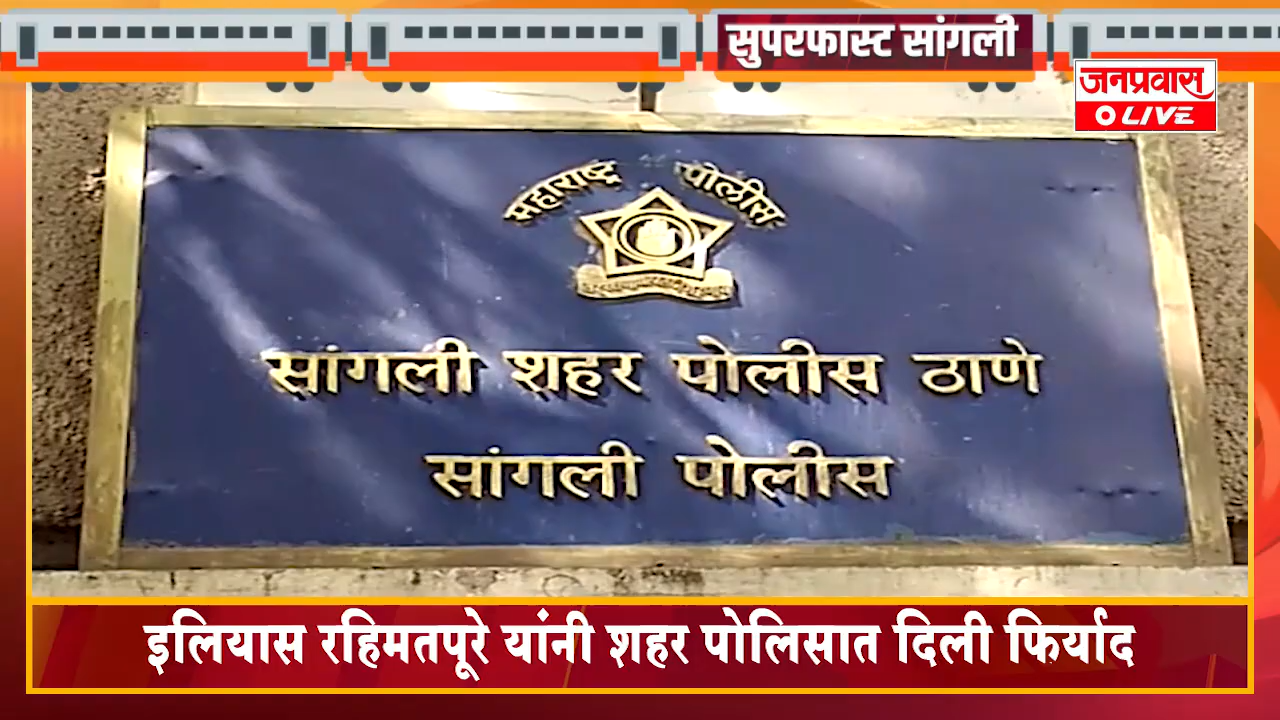 सुपरफास्ट सांगली
जनप्रवास
LIVE
महाराष्ट्र पोलीस
सांगली शहर पोलीस ठाणे
सांगली पोलीस
इलियास रहिमतपूरे यांनी शहर पोलिसात दिली फिर्याद